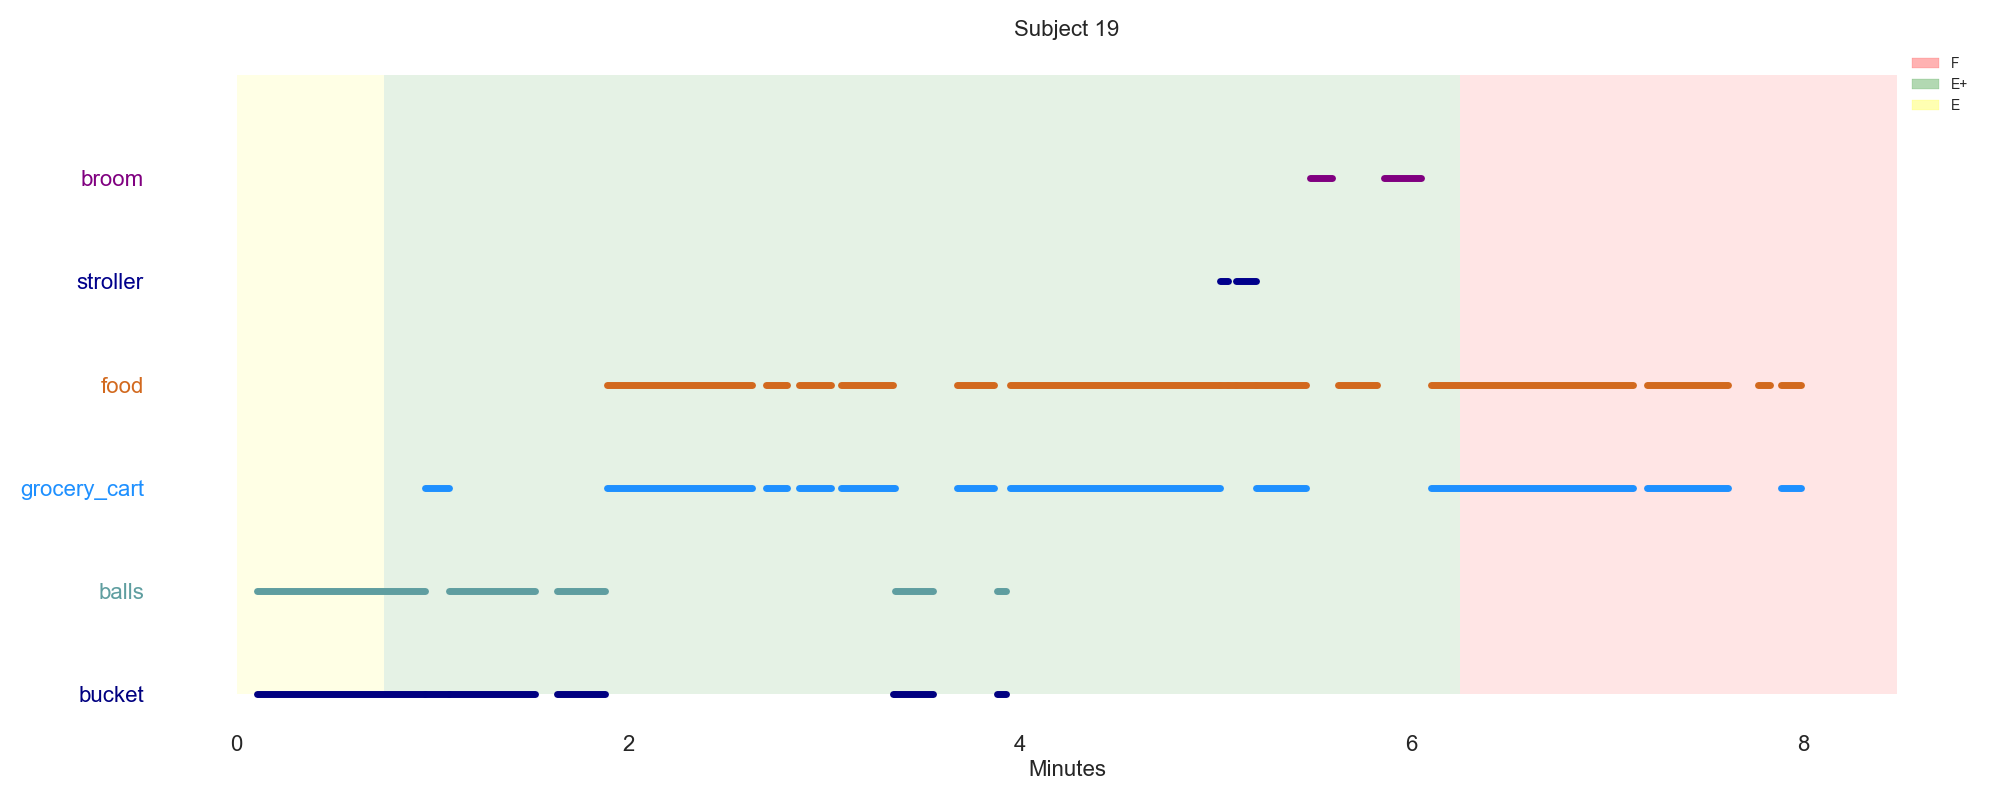 Subject 19
F
E+
E
broom
stroller
food
grocery_cart
balls
bucket
0 2 4 6 8
Minutes